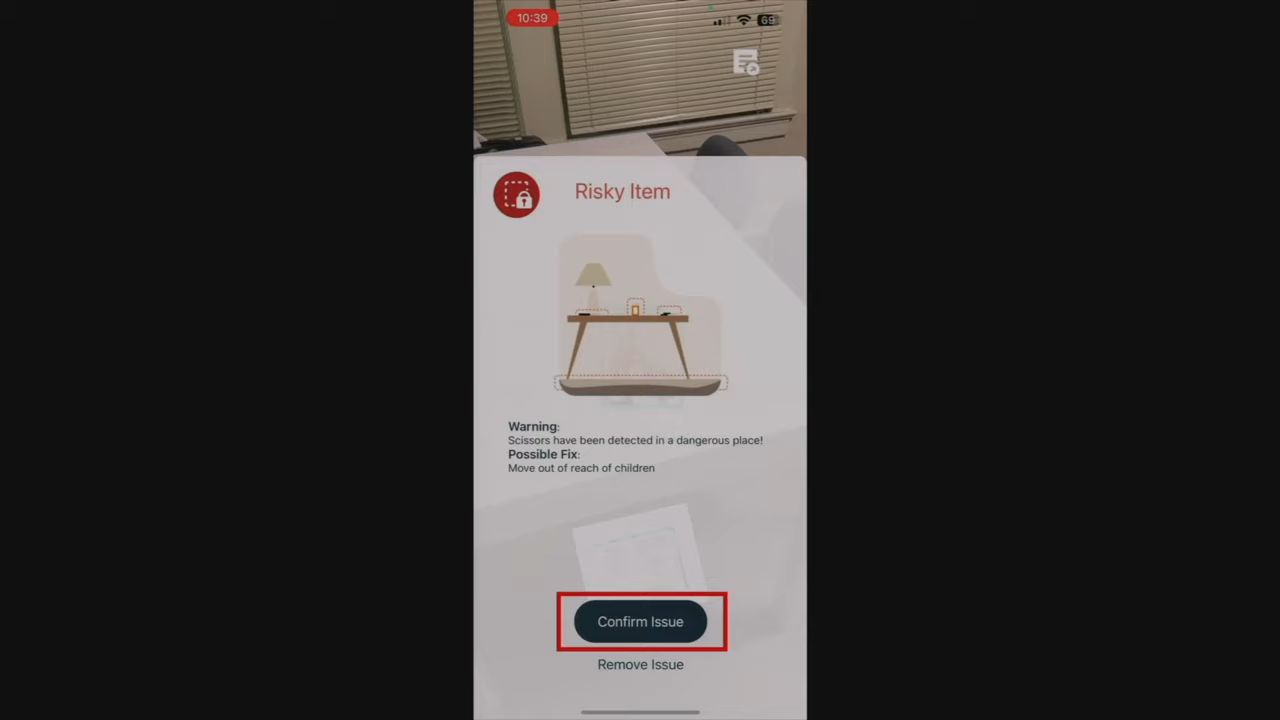 10:39
69
Risky Item
Warning:
Scissors have been detected in a dangerous place!
Possible Fix:
Move out of reach of children
Confirm Issue
Remove Issue